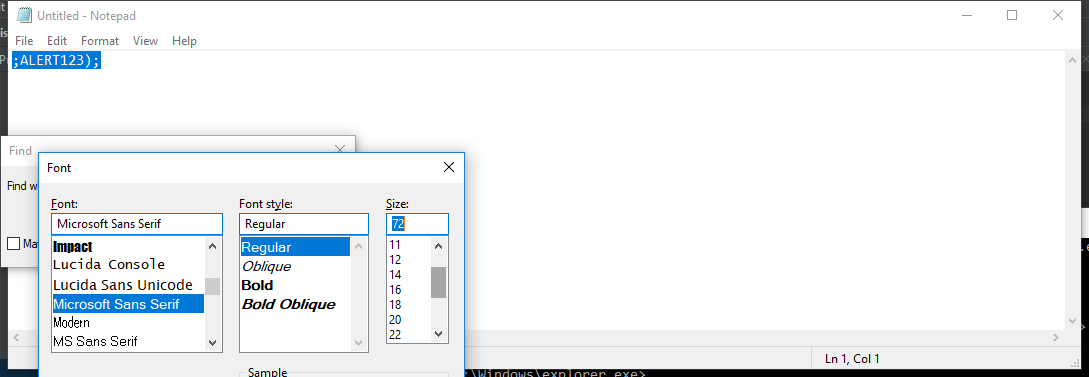 Untitled - Notepad
File Edit Format View Help
;ALERT123);
Find
Find w
Ma
Font
Font: Font style: Size:
Microsoft Sans Serif Regular 72
Impact
Lucida Console
Lucida Sans Unicode
Microsoft Sans Serif
Modern
MS Sans Serif
Regular
Oblique
Bold
Bold Oblique
11
12
14
16
18
20
22
Sample
Ln 1, Col 1
:\Windows\explorer.exe>